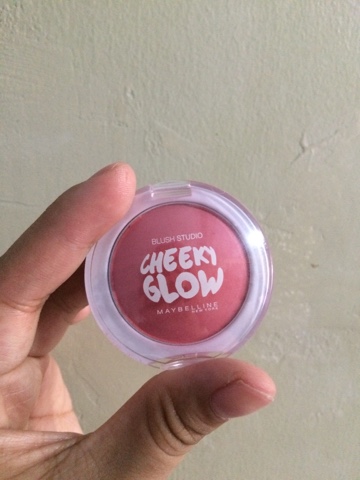 BLUSH STUDIO
CHEEKY
GLOW
MAYBELLINE
NEW YORK